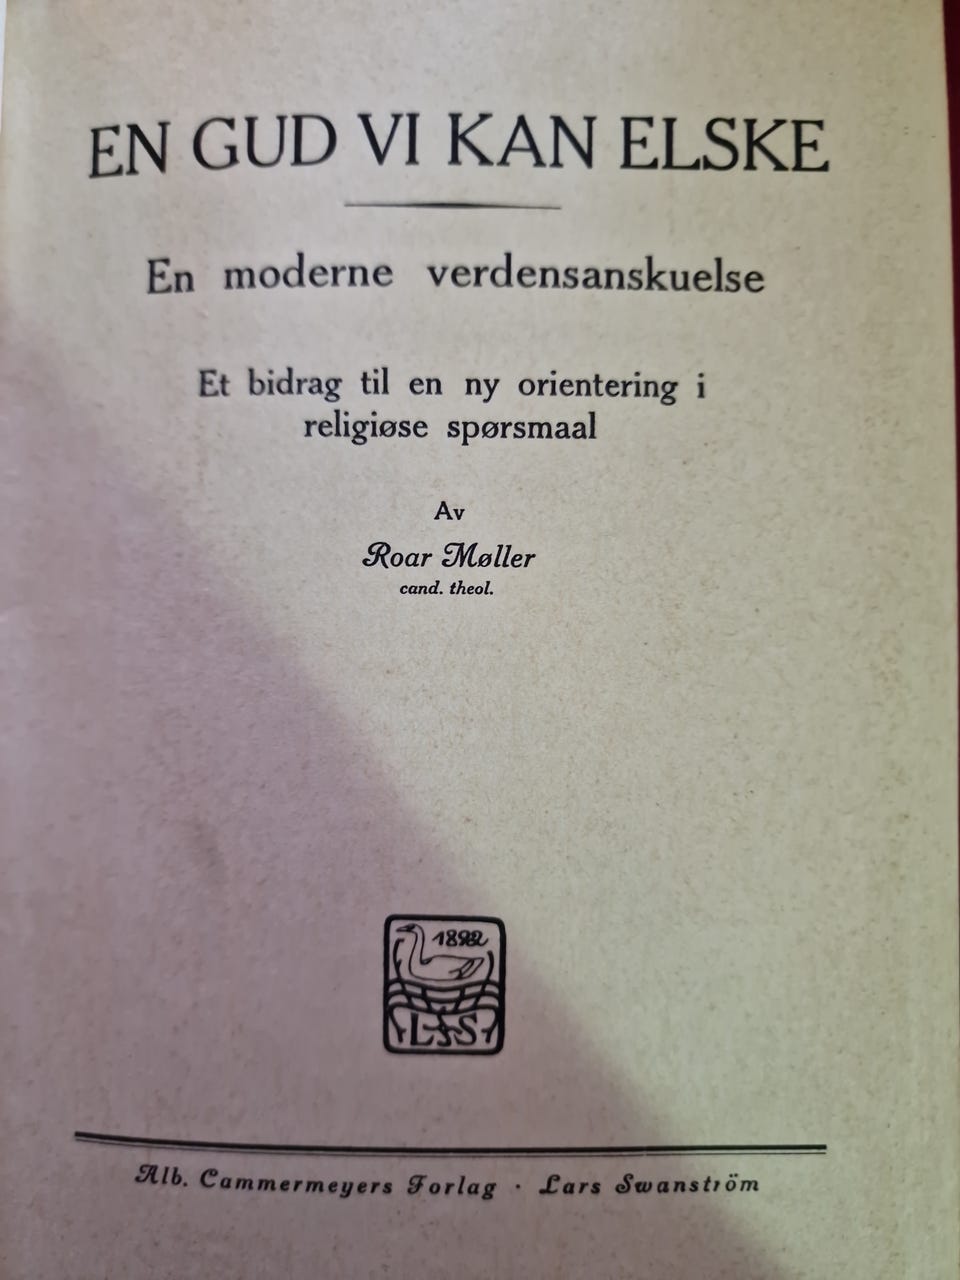 EN GUD VI KAN ELSKE
En moderne verdensanskuelse
Et bidrag til en ny orientering i
religiøse spørsmaal
Av
Roar Møller
cand. theol.
1892
L S
Alb. Cammermeyers Forlag · Lars Swanström